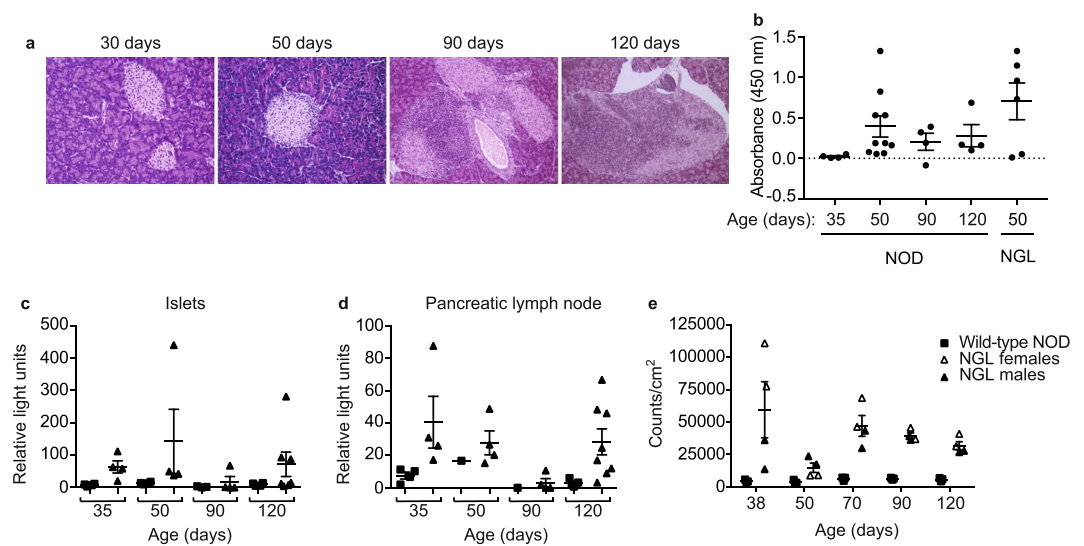 a
30 days 50 days 90 days 120 days
b
Absorbance (450 nm)
1.5
1.0
0.5
0.0
-0.5
Age (days): 35 50 90 120 50
NOD NGL
c Islets
Relative light units
500
400
300
200
100
0
35 50 90 120
Age (days)
d Pancreatic lymph node
Relative light units
100
80
60
40
20
0
35 50 90 120
Age (days)
e
Counts/cm²
125000
100000
75000
50000
25000
0
38 50 70 90 120
Age (days)
Wild-type NOD
NGL females
NGL males